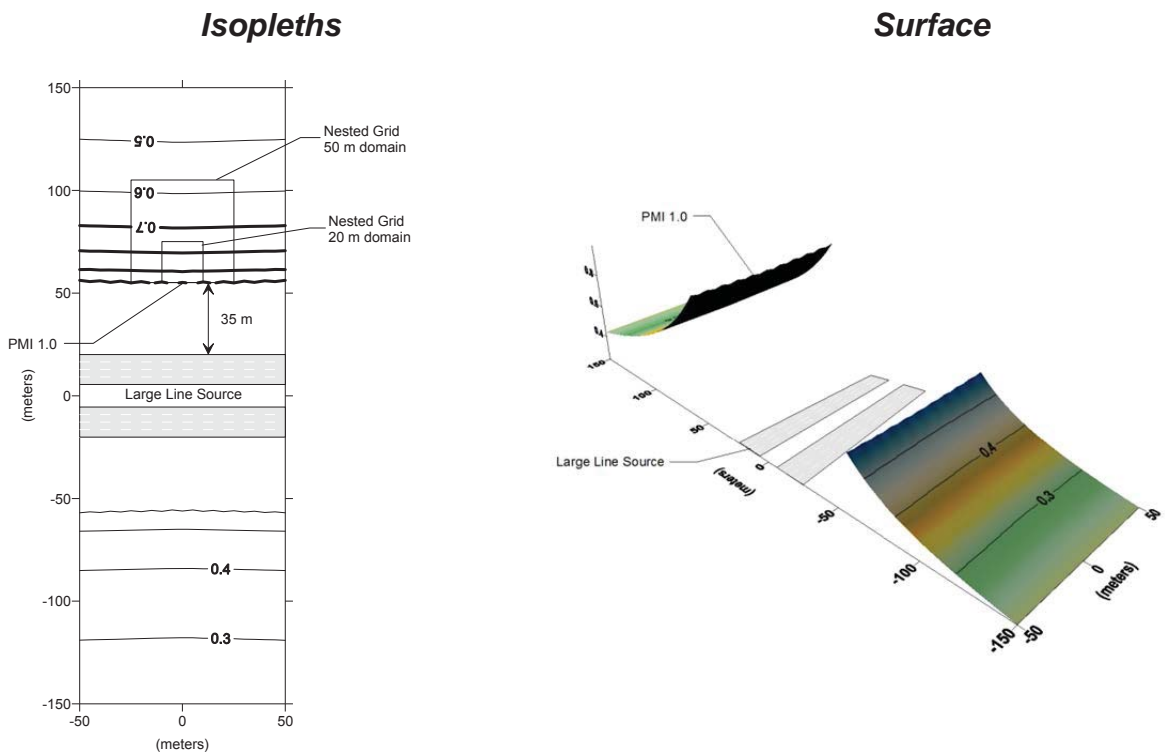 Isopleths
Surface
150
100
50
0
-50
-100
-150
(meters)
-50
0
50
(meters)
0.5
0.6
0.7
Nested Grid
50 m domain
Nested Grid
20 m domain
35 m
PMI 1.0
Large Line Source
0.4
0.3
PMI 1.0
0.4
150
100
50
0
-50
-100
-150
(meters)
Large Line Source
0.4
0.3
-50
0
50
(meters)